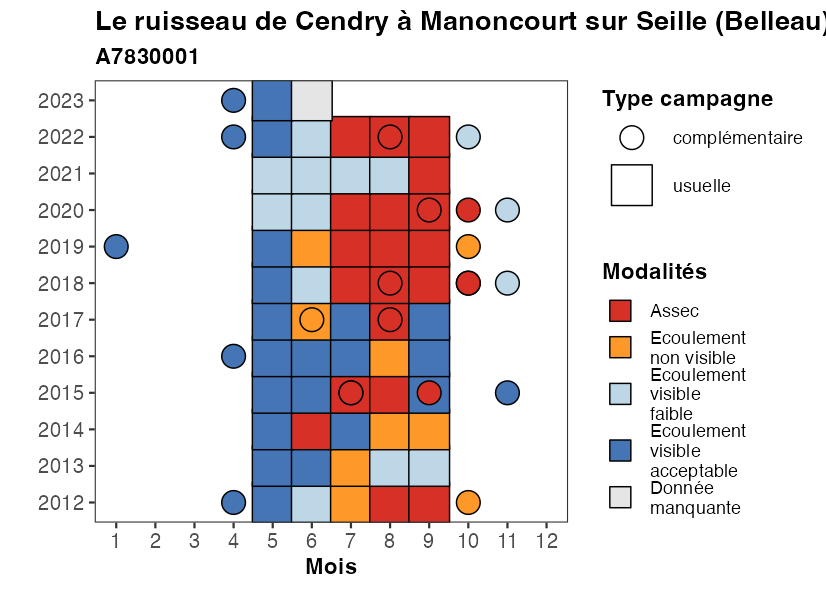 Le ruisseau de Cendry à Manoncourt sur Seille (Belleau)
A7830001
2023
2022
2021
2020
2019
2018
2017
2016
2015
2014
2013
2012
1 2 3 4 5 6 7 8 9 10 11 12
Mois
Type campagne
complémentaire
usuelle
Modalités
Assec
Ecoulement
non visible
Ecoulement
visible
faible
Ecoulement
visible
acceptable
Donnée
manquante